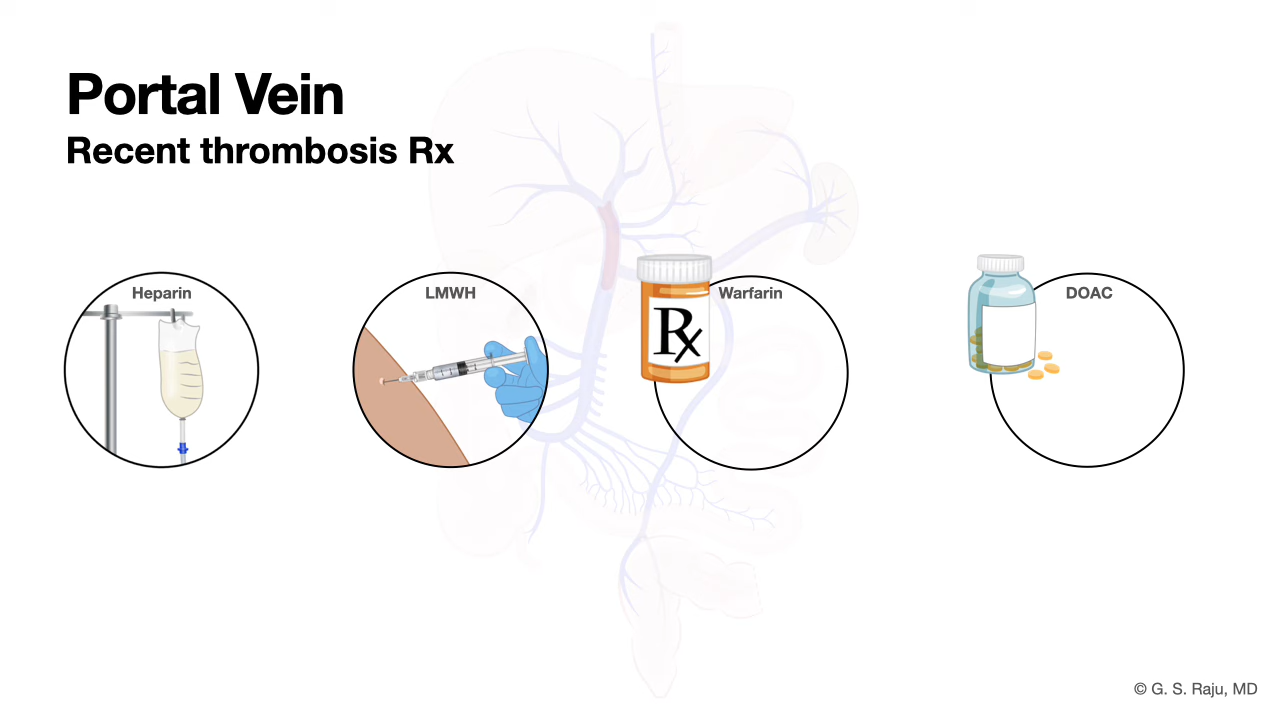 Portal Vein
Recent thrombosis Rx
Heparin
LMWH
Warfarin
DOAC
Rx
© G. S. Raju, MD